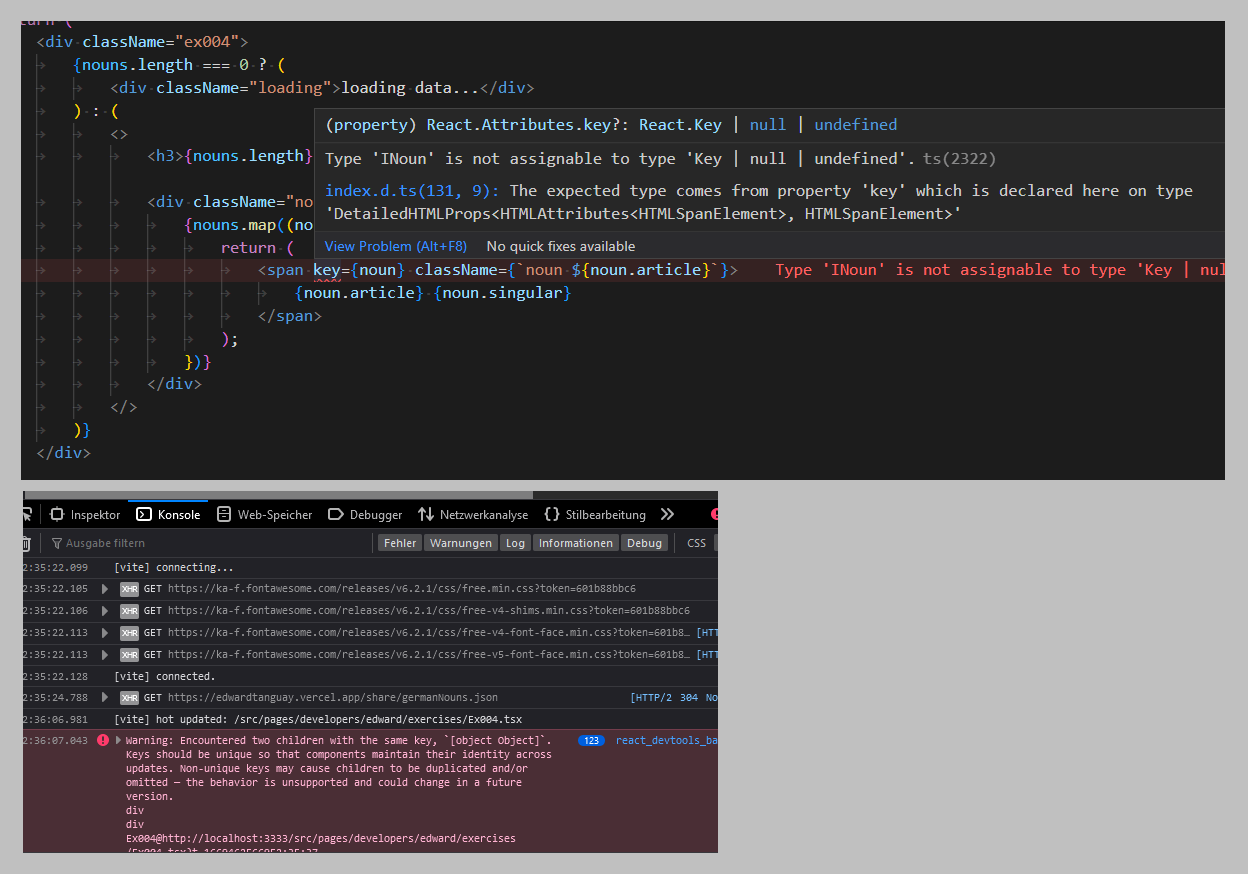 <div className="ex004">
{nouns.length === 0 ? (
<div className="loading">loading data...</div>
) : (
<>
(property) React.Attributes.key?: React.Key | null | undefined
<h3>{nouns.length}
Type 'INoun' is not assignable to type 'Key | null | undefined'. ts(2322)
index.d.ts(131, 9): The expected type comes from property 'key' which is declared here on type
'DetailedHTMLProps<HTMLAttributes<HTMLSpanElement>, HTMLSpanElement>'
<div className="no
{nouns.map((no
return (
View Problem (Alt+F8) No quick fixes available
<span key={noun} className={`noun ${noun.article}`}> Type 'INoun' is not assignable to type 'Key | nul
{noun.article} {noun.singular}
</span>
);
})}
</div>
</>
)}
</div>
Inspektor Konsole Web-Speicher Debugger Netzwerkanalyse Stilbearbeitung
Ausgabe filtern Fehler Warnungen Log Informationen Debug CSS
2:35:22.099 [vite] connecting...
2:35:22.105 XHR GET https://ka-f.fontawesome.com/releases/v6.2.1/css/free.min.css?token=601b88bbc6
2:35:22.106 XHR GET https://ka-f.fontawesome.com/releases/v6.2.1/css/free-v4-shims.min.css?token=601b88bbc6
2:35:22.113 XHR GET https://ka-f.fontawesome.com/releases/v6.2.1/css/free-v4-font-face.min.css?token=601b8… [HTT
2:35:22.113 XHR GET https://ka-f.fontawesome.com/releases/v6.2.1/css/free-v5-font-face.min.css?token=601b8… [HTT
2:35:22.128 [vite] connected.
2:35:24.788 XHR GET https://edwardtanguay.vercel.app/share/germanNouns.json [HTTP/2 304 No
2:36:06.981 [vite] hot updated: /src/pages/developers/edward/exercises/Ex004.tsx
2:36:07.043 Warning: Encountered two children with the same key, `[object Object]`. 123 react_devtools_ba
Keys should be unique so that components maintain their identity across
updates. Non-unique keys may cause children to be duplicated and/or
omitted — the behavior is unsupported and could change in a future
version.
div
div
Ex004@http://localhost:3333/src/pages/developers/edward/exercises